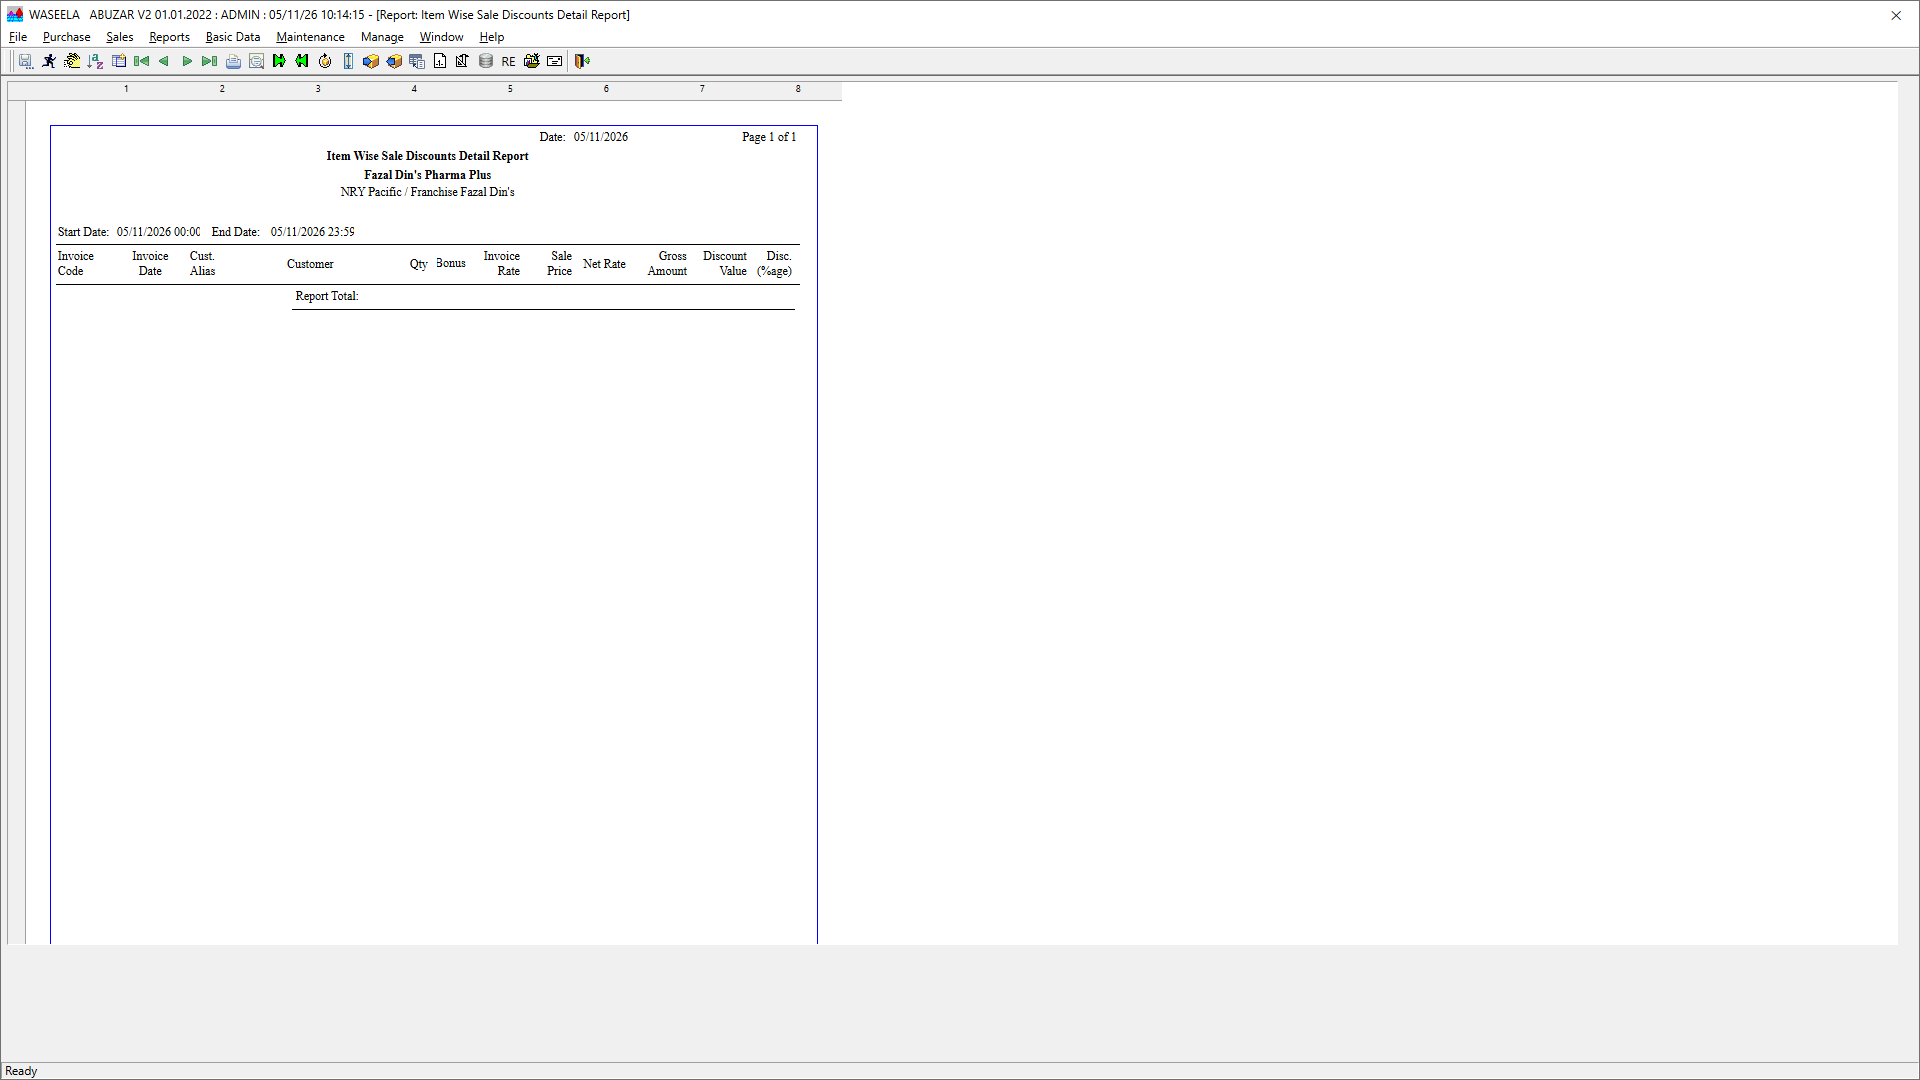 WASEELA   ABUZAR V2 01.01.2022 : ADMIN : 05/11/26 10:14:15 - [Report: Item Wise Sale Discounts Detail Report]
File Purchase Sales Reports Basic Data Maintenance Manage Window Help
RE
1 2 3 4 5 6 7 8
Date: 05/11/2026 Page 1 of 1
Item Wise Sale Discounts Detail Report
Fazal Din's Pharma Plus
NRY Pacific / Franchise Fazal Din's
Start Date: 05/11/2026 00:00 End Date: 05/11/2026 23:59
Invoice Code Invoice Date Cust. Alias Customer Qty Bonus Invoice Rate Sale Price Net Rate Gross Amount Discount Value Disc. (%age)
Report Total:
Ready